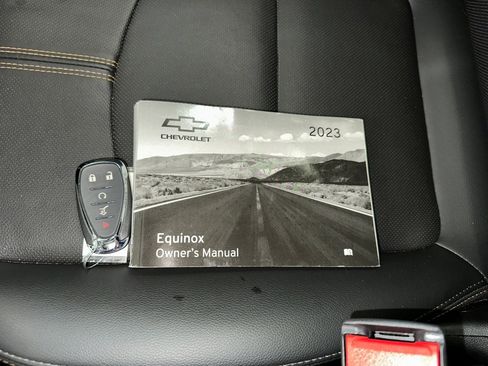 CHEVROLET
2023
Equinox
Owner's Manual